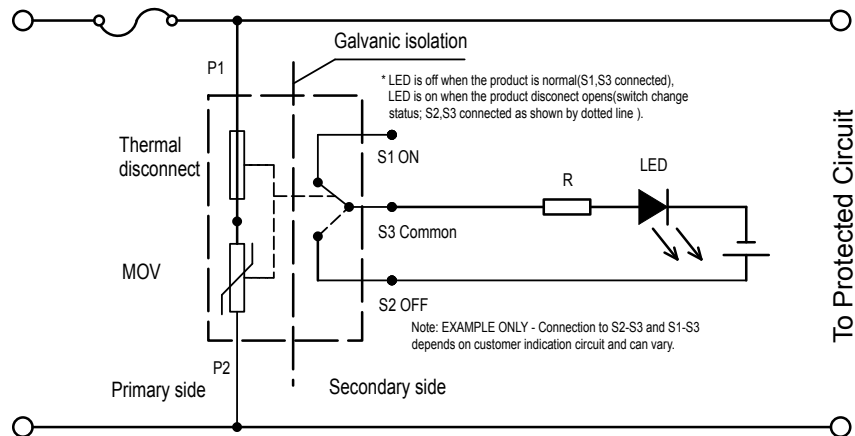 Galvanic isolation
P1
* LED is off when the product is normal(S1,S3 connected),
LED is on when the product disconect opens(switch change
status; S2,S3 connected as shown by dotted line ).
Thermal
disconnect
S1 ON
R
LED
S3 Common
MOV
S2 OFF
Note: EXAMPLE ONLY - Connection to S2-S3 and S1-S3
depends on customer indication circuit and can vary.
P2
Primary side
Secondary side
To Protected Circuit